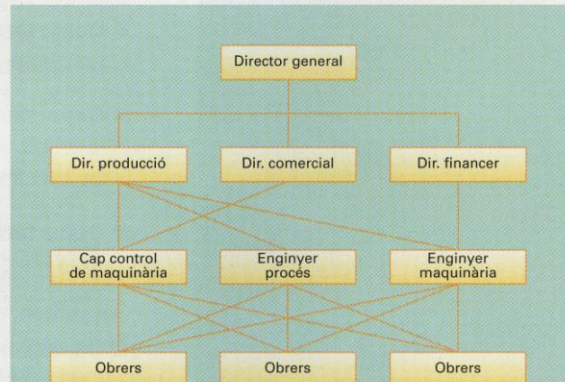 Director general
Dir. producció
Dir. comercial
Dir. financer
Cap control
de maquinària
Enginyer
procés
Enginyer
maquinària
Obrers
Obrers
Obrers